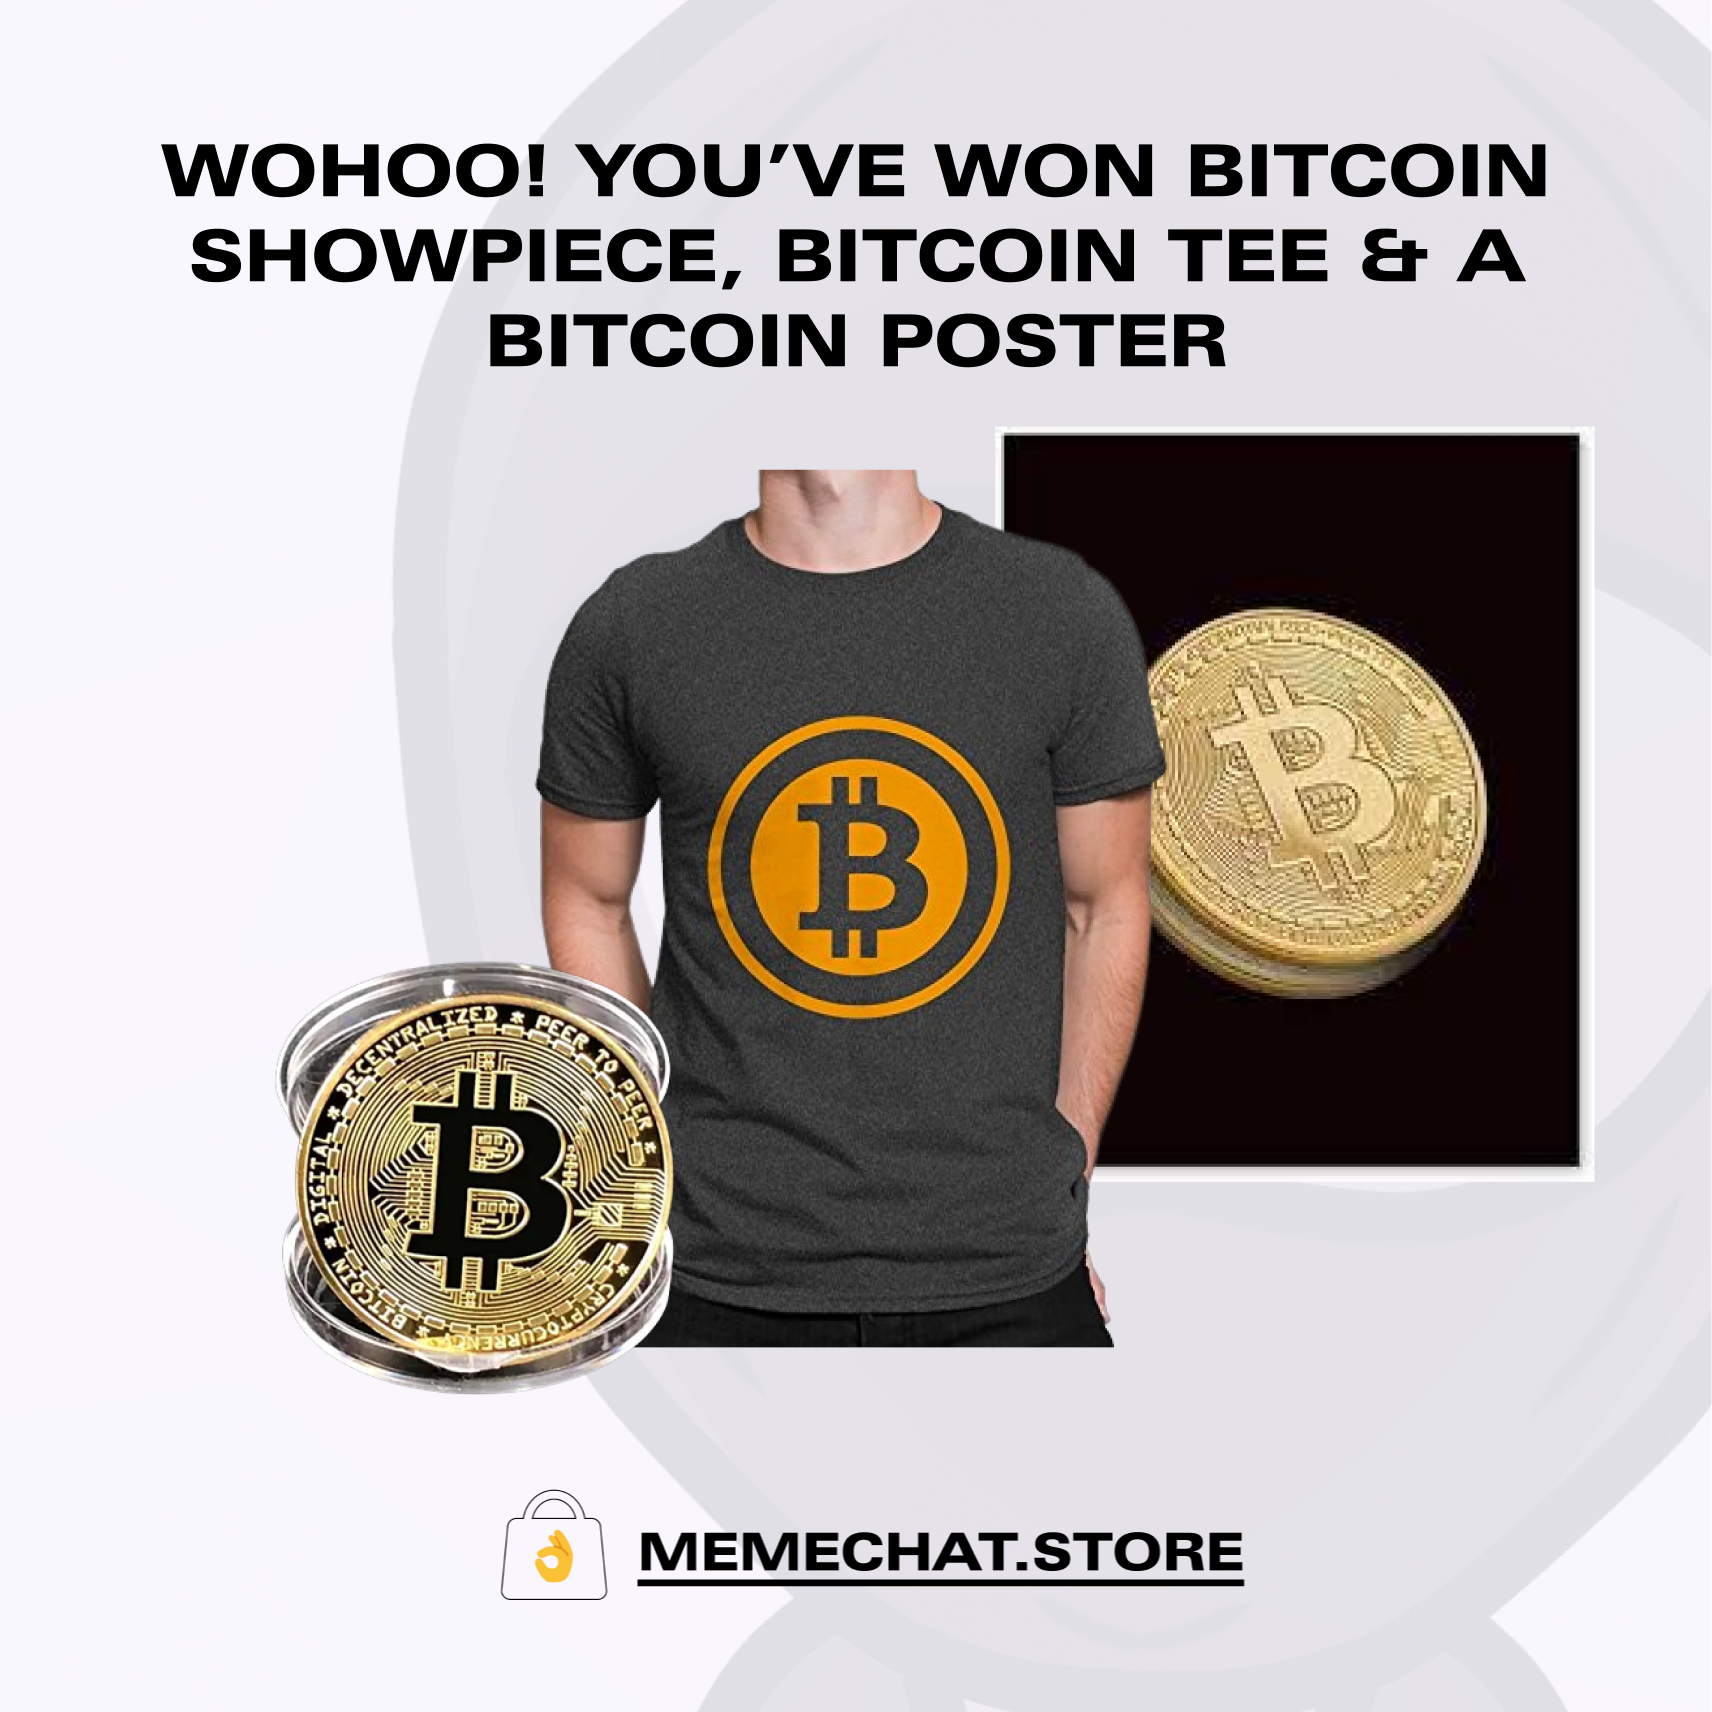 WOHOO! YOU’VE WON BITCOIN
SHOWPIECE, BITCOIN TEE & A
BITCOIN POSTER
BITCOIN * DIGITAL * DECENTRALIZED * PEER TO PEER * 
* CRYPTOCURRENCY *
MEMECHAT.STORE